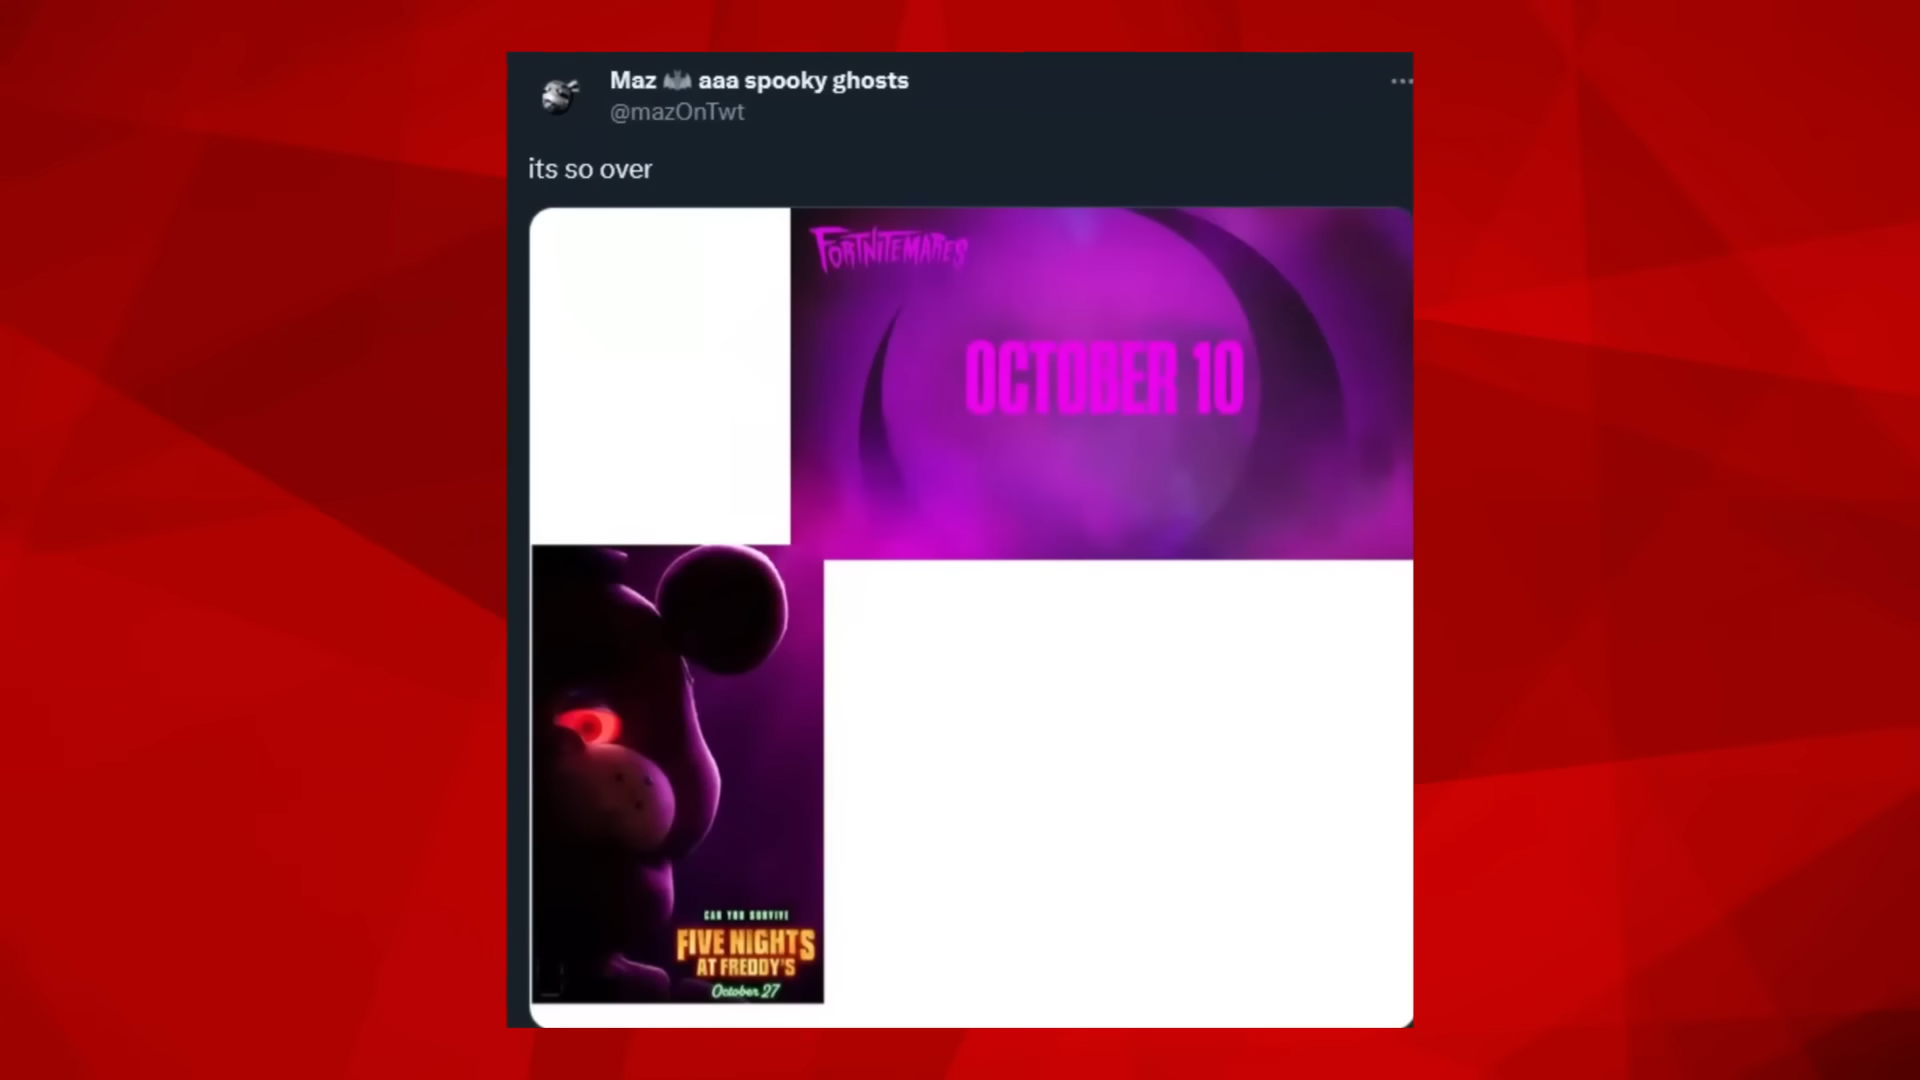 Maz 🦇 aaa spooky ghosts
@mazOnTwt
its so over
FORTNITEMARES
OCTOBER 10
CAN YOU SURVIVE
FIVE NIGHTS
AT FREDDY'S
October 27